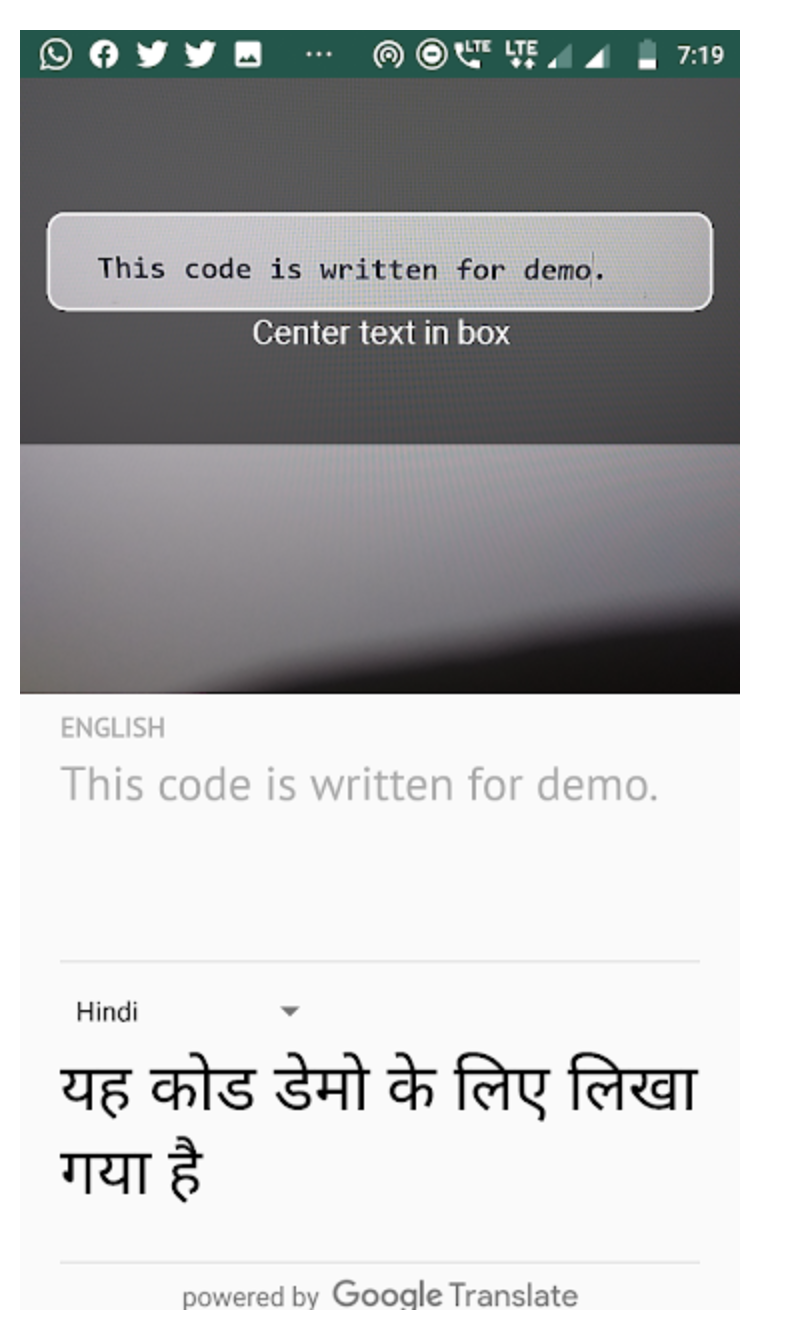 LTE LTE 7:19
This code is written for demo.
Center text in box
ENGLISH
This code is written for demo.
Hindi
यह कोड डेमो के लिए लिखा
गया है
powered by Google Translate